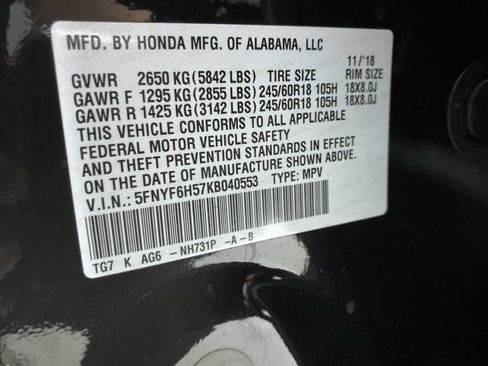 MFD. BY HONDA MFG. OF ALABAMA, LLC
11/'18
GVWR 2650 KG (5842 LBS) TIRE SIZE RIM SIZE
GAWR F 1295 KG (2855 LBS) 245/60R18 105H 18X8.0J
GAWR R 1425 KG (3142 LBS) 245/60R18 105H 18X8.0J
THIS VEHICLE CONFORMS TO ALL APPLICABLE
FEDERAL MOTOR VEHICLE SAFETY
AND THEFT PREVENTION STANDARDS IN EFFECT
ON THE DATE OF MANUFACTURE SHOWN ABOVE.
V.I.N.: 5FNYF6H57KB040553 TYPE: MPV
TG7 K AG6 -NH731P -A-B